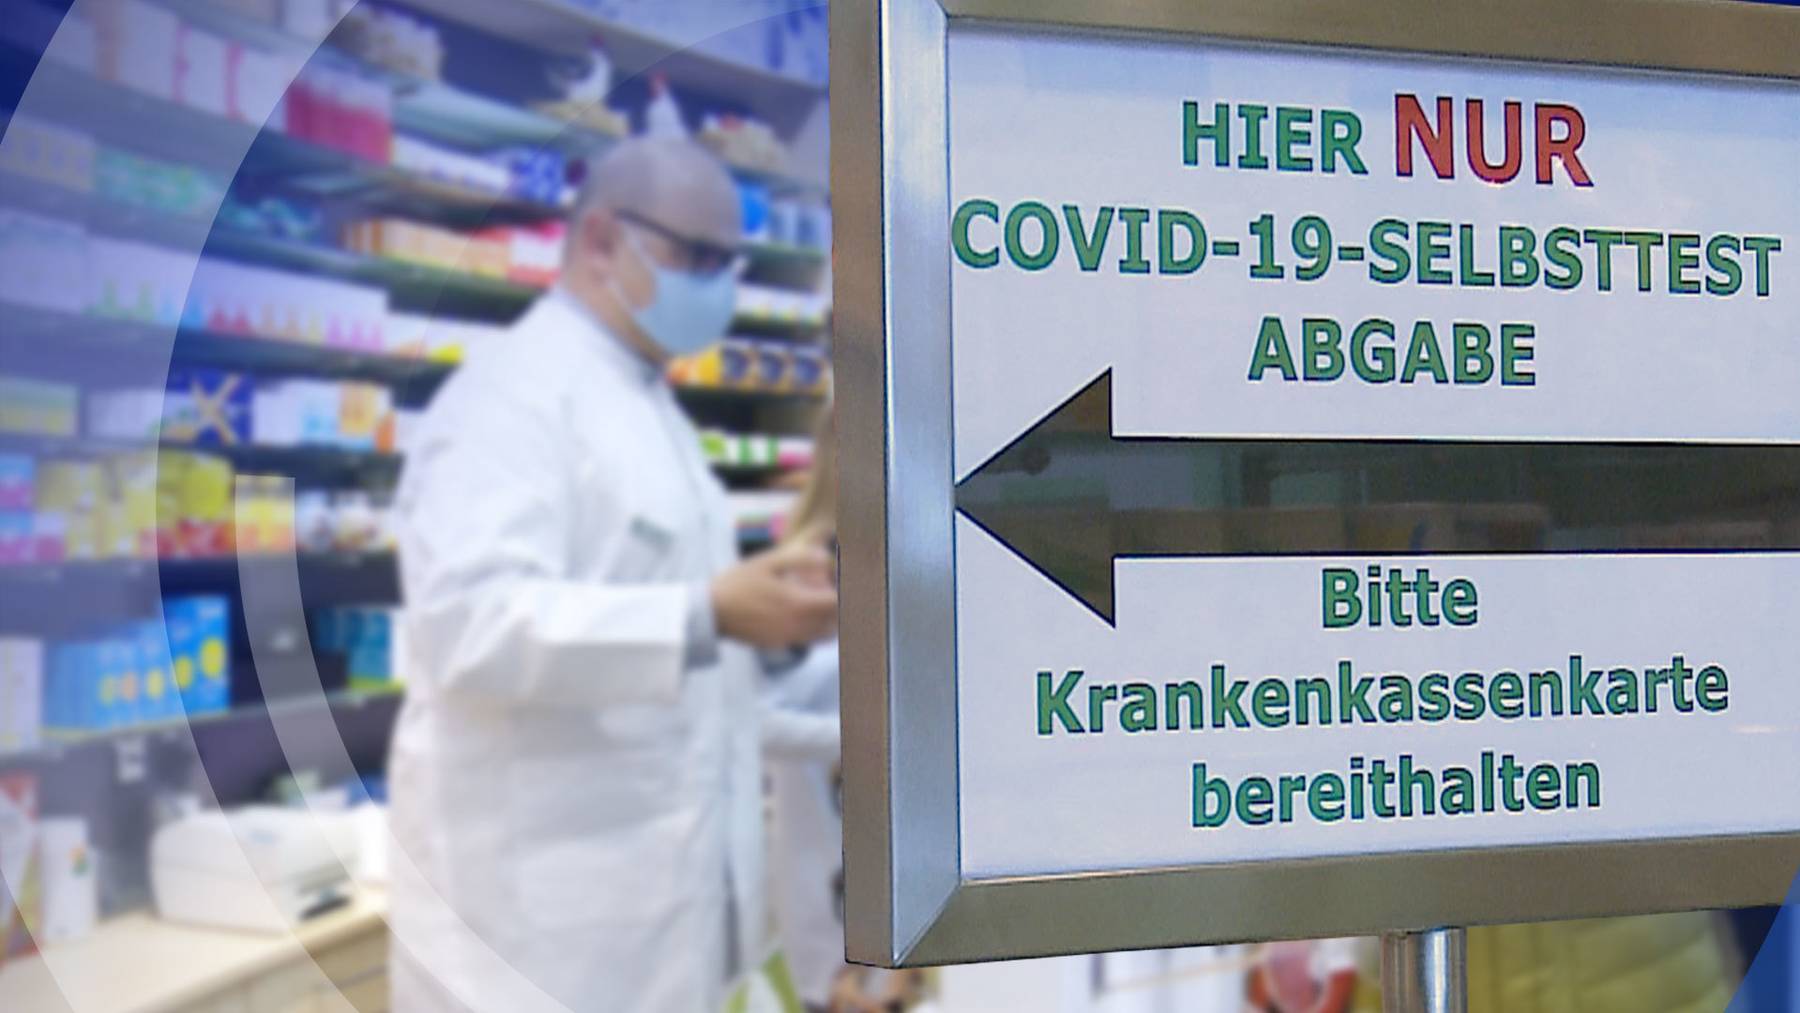 HIER NUR
COVID-19-SELBSTTEST
ABGABE
Bitte
Krankenkassenkarte
bereithalten